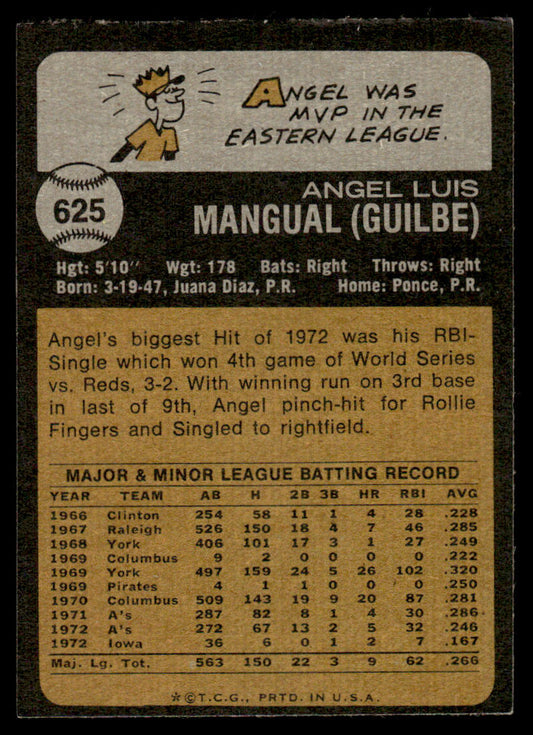 ANGEL WAS
MVP IN THE
EASTERN LEAGUE.
625
ANGEL LUIS
MANGUAL (GUILBE)
Hgt: 5'10" Wgt: 178 Bats: Right Throws: Right
Born: 3-19-47, Juana Diaz, P.R. Home: Ponce, P.R.
Angel's biggest Hit of 1972 was his RBI-
Single which won 4th game of World Series
vs. Reds, 3-2. With winning run on 3rd base
in last of 9th, Angel pinch-hit for Rollie
Fingers and Singled to rightfield.
MAJOR & MINOR LEAGUE BATTING RECORD
YEAR TEAM AB H 2B 3B HR RBI AVG
1966 Clinton 254 58 11 1 4 28 .228
1967 Raleigh 526 150 18 4 7 46 .285
1968 York 406 101 17 3 1 27 .249
1969 Columbus 9 2 0 0 0 0 .222
1969 York 497 159 24 5 26 102 .320
1969 Pirates 4 1 1 0 0 0 .250
1970 Columbus 509 143 19 9 20 87 .281
1971 A's 287 82 8 1 4 30 .286
1972 A's 272 67 13 2 5 32 .246
1972 Iowa 36 6 0 1 2 7 .167
Maj. Lg. Tot. 563 150 22 3 9 62 .266
*©T.C.G., PRTD. IN U.S.A.